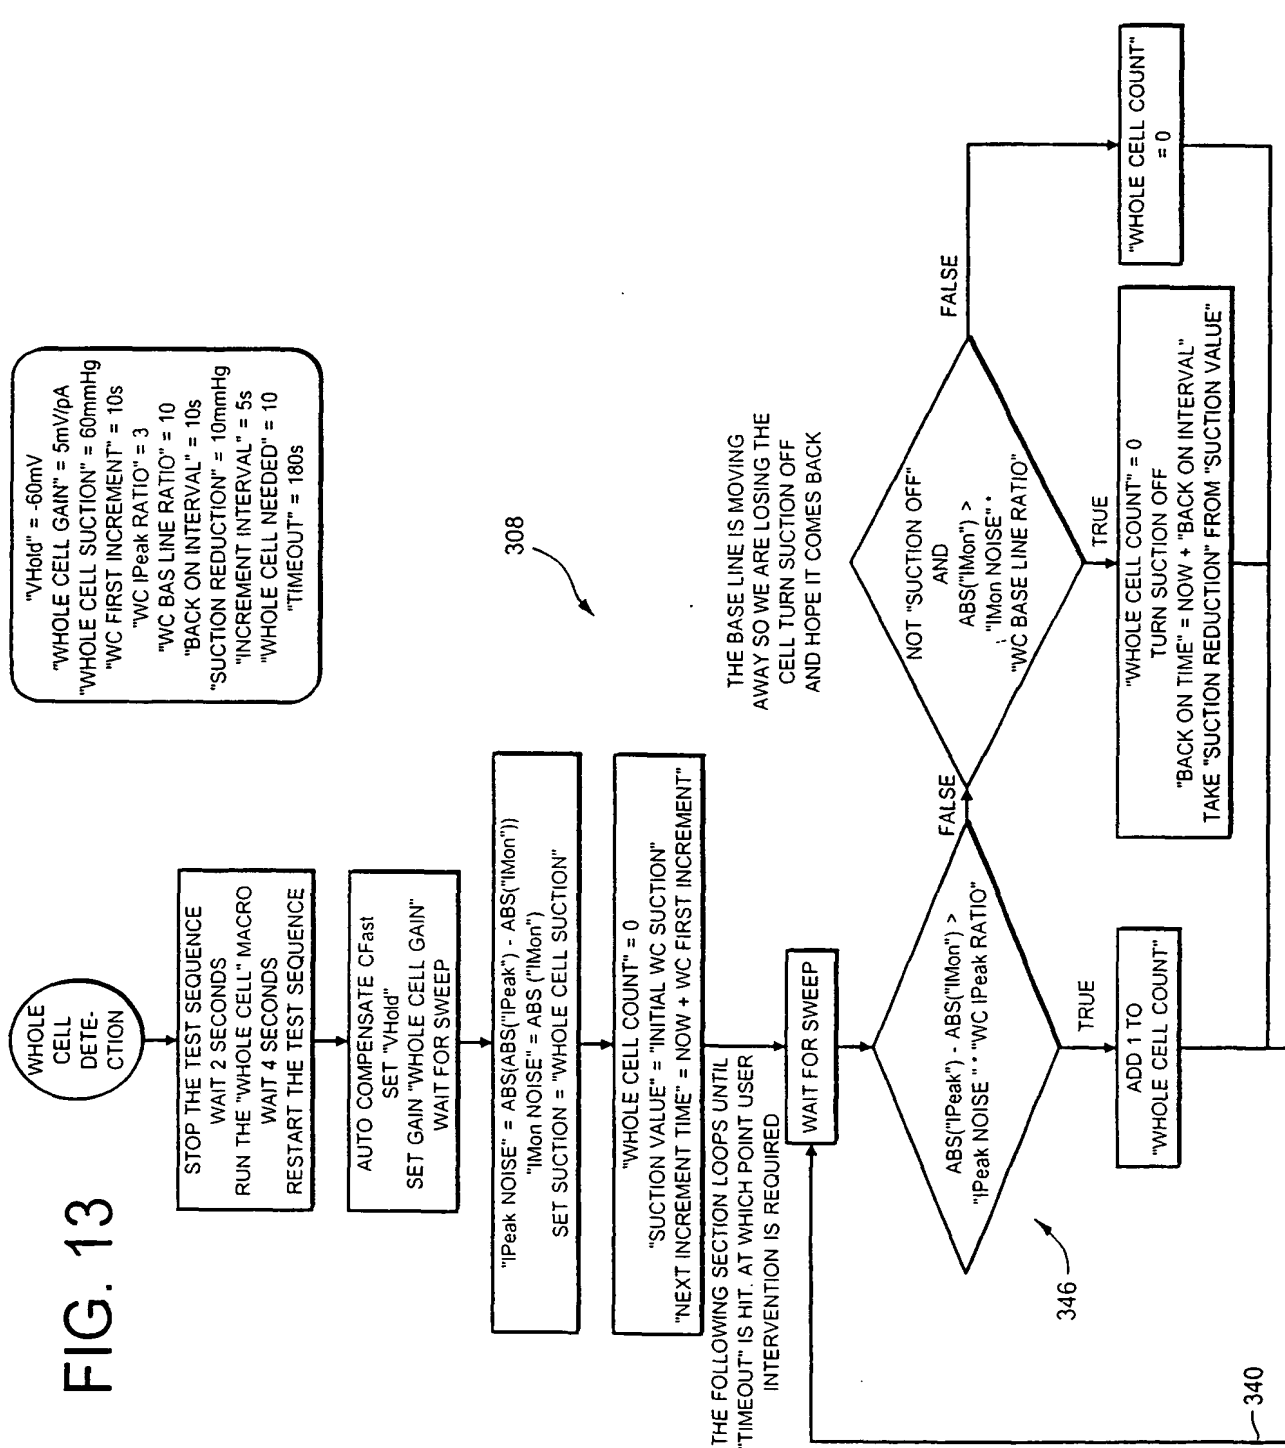 FIG. 13
WHOLE
CELL
DETE-
CTION
"VHold" = -60mV
"WHOLE CELL GAIN" = 5mV/pA
"WHOLE CELL SUCTION" = 60mmHg
"WC FIRST INCREMENT" = 10s
"WC IPeak RATIO" = 3
"WC BAS LINE RATIO" = 10
"BACK ON INTERVAL" = 10s
"SUCTION REDUCTION" = 10mmHg
"INCREMENT INTERVAL" = 5s
"WHOLE CELL NEEDED" = 10
"TIMEOUT" = 180s
STOP THE TEST SEQUENCE
WAIT 2 SECONDS
RUN THE "WHOLE CELL" MACRO
WAIT 4 SECONDS
RESTART THE TEST SEQUENCE
AUTO COMPENSATE CFast
SET "VHold"
SET GAIN "WHOLE CELL GAIN"
WAIT FOR SWEEP
"IPeak NOISE" = ABS(ABS("IPeak") - ABS("IMon"))
"IMon NOISE" = ABS ("IMon")
SET SUCTION = "WHOLE CELL SUCTION"
308
"WHOLE CELL COUNT" = 0
"SUCTION VALUE" = "INITIAL WC SUCTION"
"NEXT INCREMENT TIME" = NOW + WC FIRST INCREMENT"
THE FOLLOWING SECTION LOOPS UNTIL
"TIMEOUT" IS HIT. AT WHICH POINT USER
INTERVENTION IS REQUIRED
THE BASE LINE IS MOVING
AWAY SO WE ARE LOSING THE
CELL TURN SUCTION OFF
AND HOPE IT COMES BACK
WAIT FOR SWEEP
ABS("IPeak") - ABS("IMon") >
"IPeak NOISE" * "WC IPeak RATIO"
FALSE
NOT "SUCTION OFF"
AND
ABS("IMon") >
"IMon NOISE" *
"WC BASE LINE RATIO"
FALSE
346
TRUE
TRUE
ADD 1 TO
"WHOLE CELL COUNT"
"WHOLE CELL COUNT" = 0
TURN SUCTION OFF
"BACK ON TIME" = NOW + "BACK ON INTERVAL"
TAKE "SUCTION REDUCTION" FROM "SUCTION VALUE"
"WHOLE CELL COUNT"
= 0
340